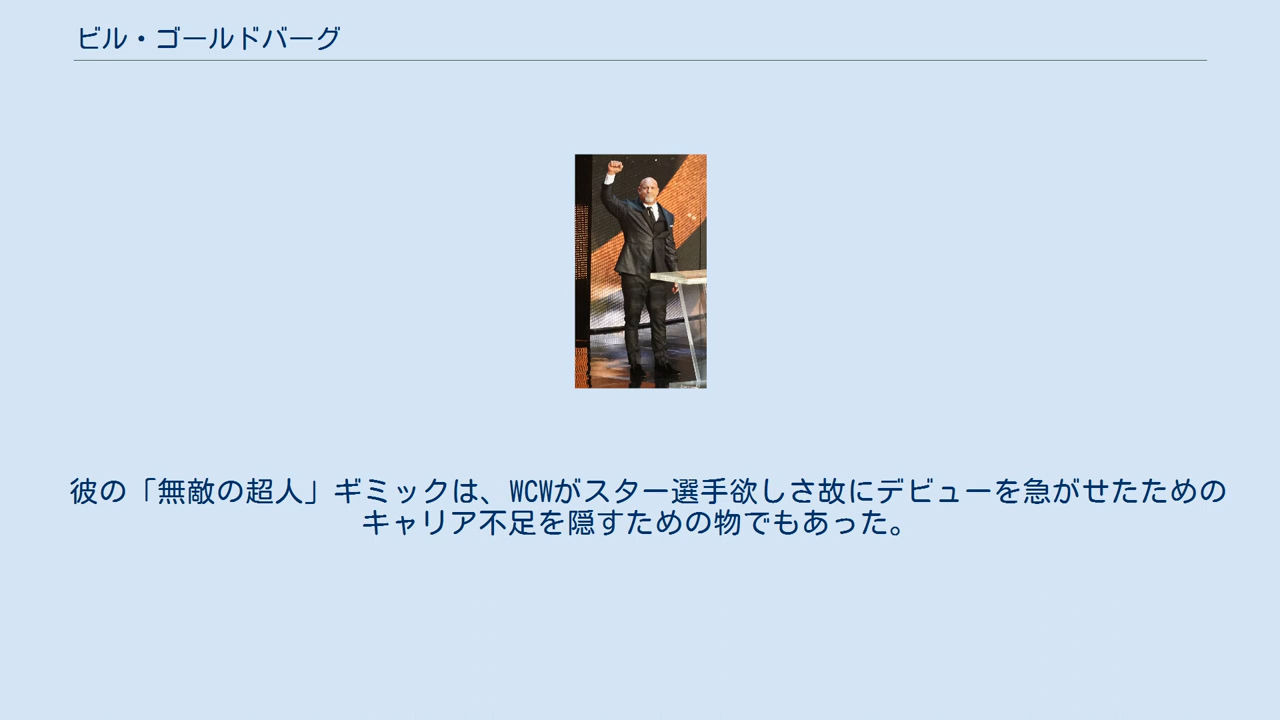 ビル・ゴールドバーグ
彼の「無敵の超人」ギミックは、WCWがスター選手欲しさ故にデビューを急がせたための
キャリア不足を隠すための物でもあった。